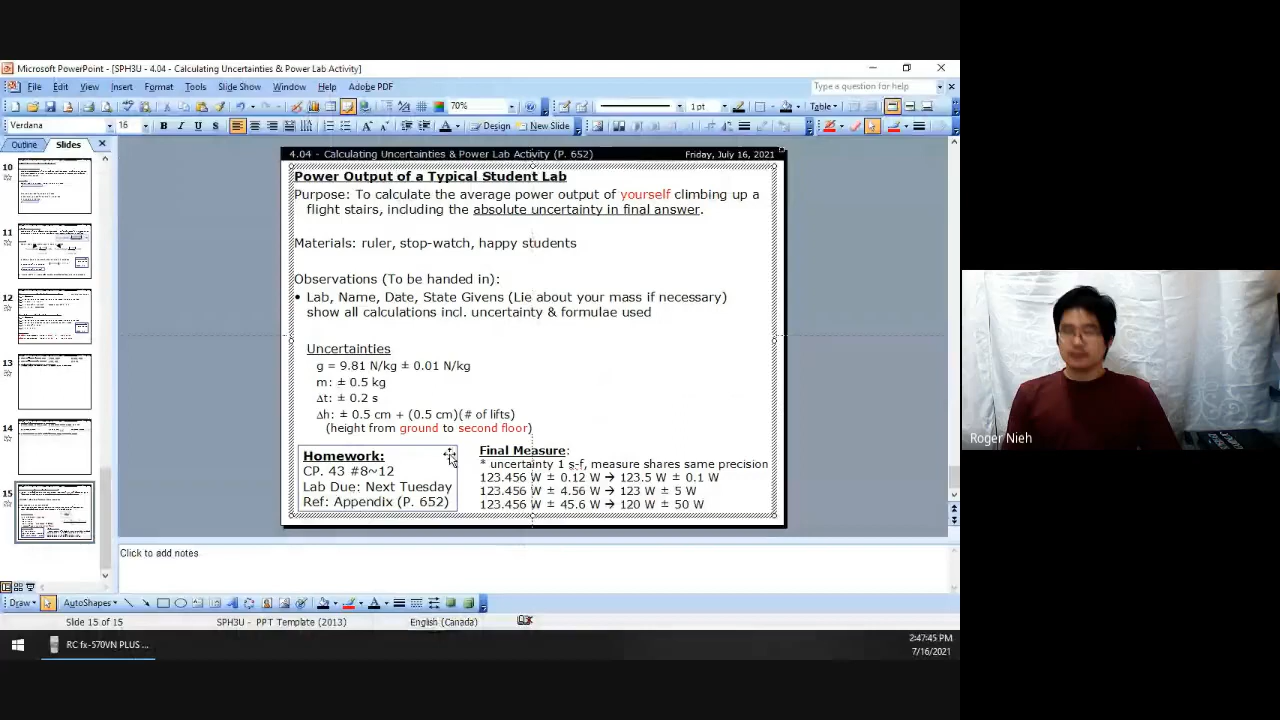 Microsoft PowerPoint - [SPH3U - 4.04 - Calculating Uncertainties & Power Lab Activity]
File Edit View Insert Format Tools Slide Show Window Help Adobe PDF
Type a question for help
70%
1 pt
Table
Verdana 16
B I U S
Design New Slide
Outline Slides
10
11
12
13
14
15
4.04 - Calculating Uncertainties & Power Lab Activity (P. 652) Friday, July 16, 2021
Power Output of a Typical Student Lab
Purpose: To calculate the average power output of yourself climbing up a
flight stairs, including the absolute uncertainty in final answer.
Materials: ruler, stop-watch, happy students
Observations (To be handed in):
• Lab, Name, Date, State Givens (Lie about your mass if necessary)
show all calculations incl. uncertainty & formulae used
Uncertainties
g = 9.81 N/kg ± 0.01 N/kg
m: ± 0.5 kg
Δt: ± 0.2 s
Δh: ± 0.5 cm + (0.5 cm)(# of lifts)
(height from ground to second floor)
Homework:
CP. 43 #8~12
Lab Due: Next Tuesday
Ref: Appendix (P. 652)
Final Measure:
* uncertainty 1 s-f, measure shares same precision
123.456 W ± 0.12 W → 123.5 W ± 0.1 W
123.456 W ± 4.56 W → 123 W ± 5 W
123.456 W ± 45.6 W → 120 W ± 50 W
Click to add notes
Draw AutoShapes
Slide 15 of 15 SPH3U - PPT Template (2013) English (Canada)
RC fx-570VN PLUS ...
2:47:45 PM
7/16/2021
Roger Nieh